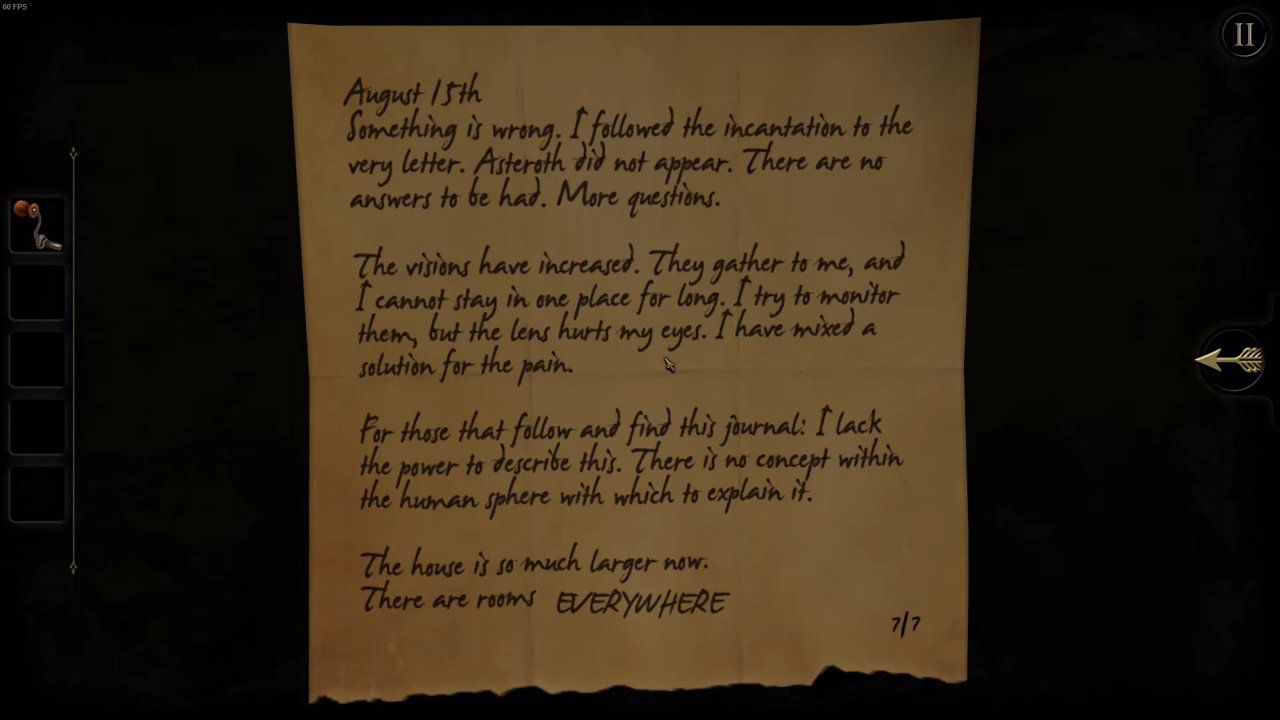 60 FPS
II
August 15th
Something is wrong. I followed the incantation to the
very letter. Asteroth did not appear. There are no
answers to be had. More questions.
The visions have increased. They gather to me, and
I cannot stay in one place for long. I try to monitor
them, but the lens hurts my eyes. I have mixed a
solution for the pain.
For those that follow and find this journal: I lack
the power to describe this. There is no concept within
the human sphere with which to explain it.
The house is so much larger now.
There are rooms EVERYWHERE
7/7